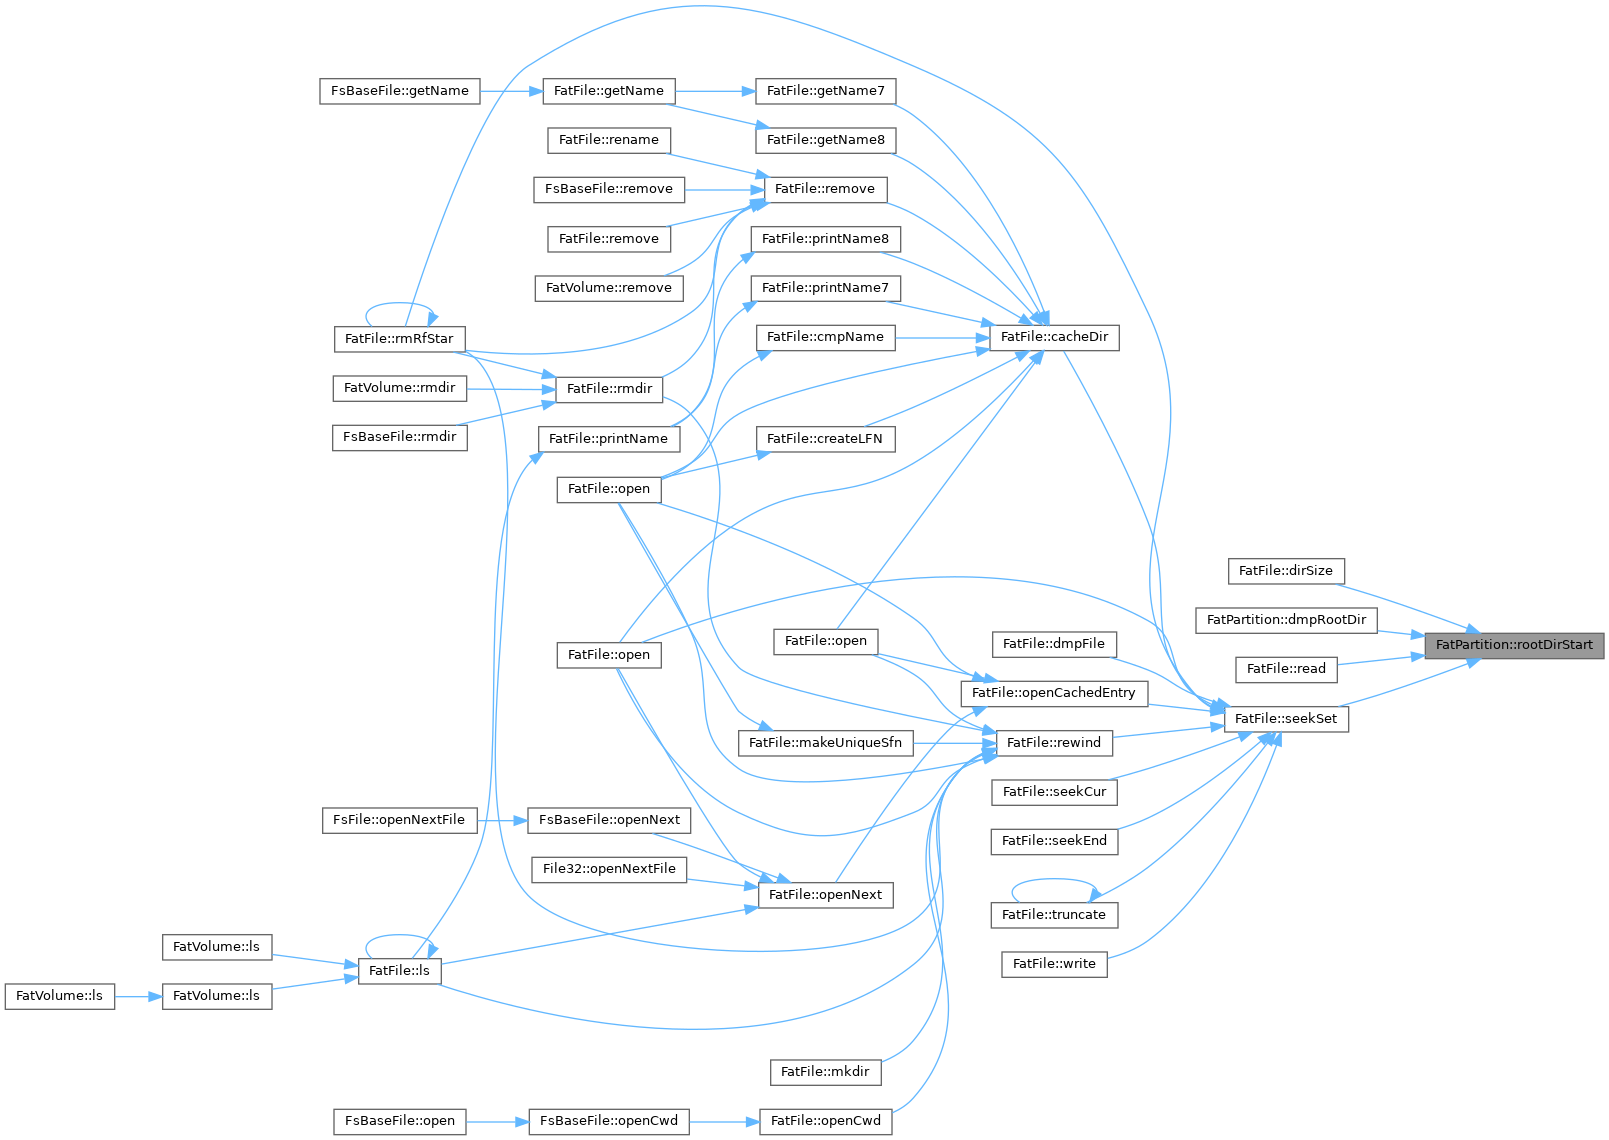 FsBaseFile::getName
FatFile::getName
FatFile::getName7
FatFile::rename
FatFile::getName8
FsBaseFile::remove
FatFile::remove
FatFile::remove
FatFile::printName8
FatVolume::remove
FatFile::printName7
FatFile::rmRfStar
FatFile::cmpName
FatFile::cacheDir
FatVolume::rmdir
FatFile::rmdir
FsBaseFile::rmdir
FatFile::printName
FatFile::createLFN
FatFile::open
FatFile::dirSize
FatPartition::dmpRootDir
FatFile::open
FatFile::open
FatFile::dmpFile
FatPartition::rootDirStart
FatFile::read
FatFile::openCachedEntry
FatFile::seekSet
FatFile::makeUniqueSfn
FatFile::rewind
FatFile::seekCur
FsFile::openNextFile
FsBaseFile::openNext
FatFile::seekEnd
File32::openNextFile
FatFile::openNext
FatFile::truncate
FatVolume::ls
FatFile::ls
FatFile::write
FatVolume::ls
FatVolume::ls
FatFile::mkdir
FsBaseFile::open
FsBaseFile::openCwd
FatFile::openCwd